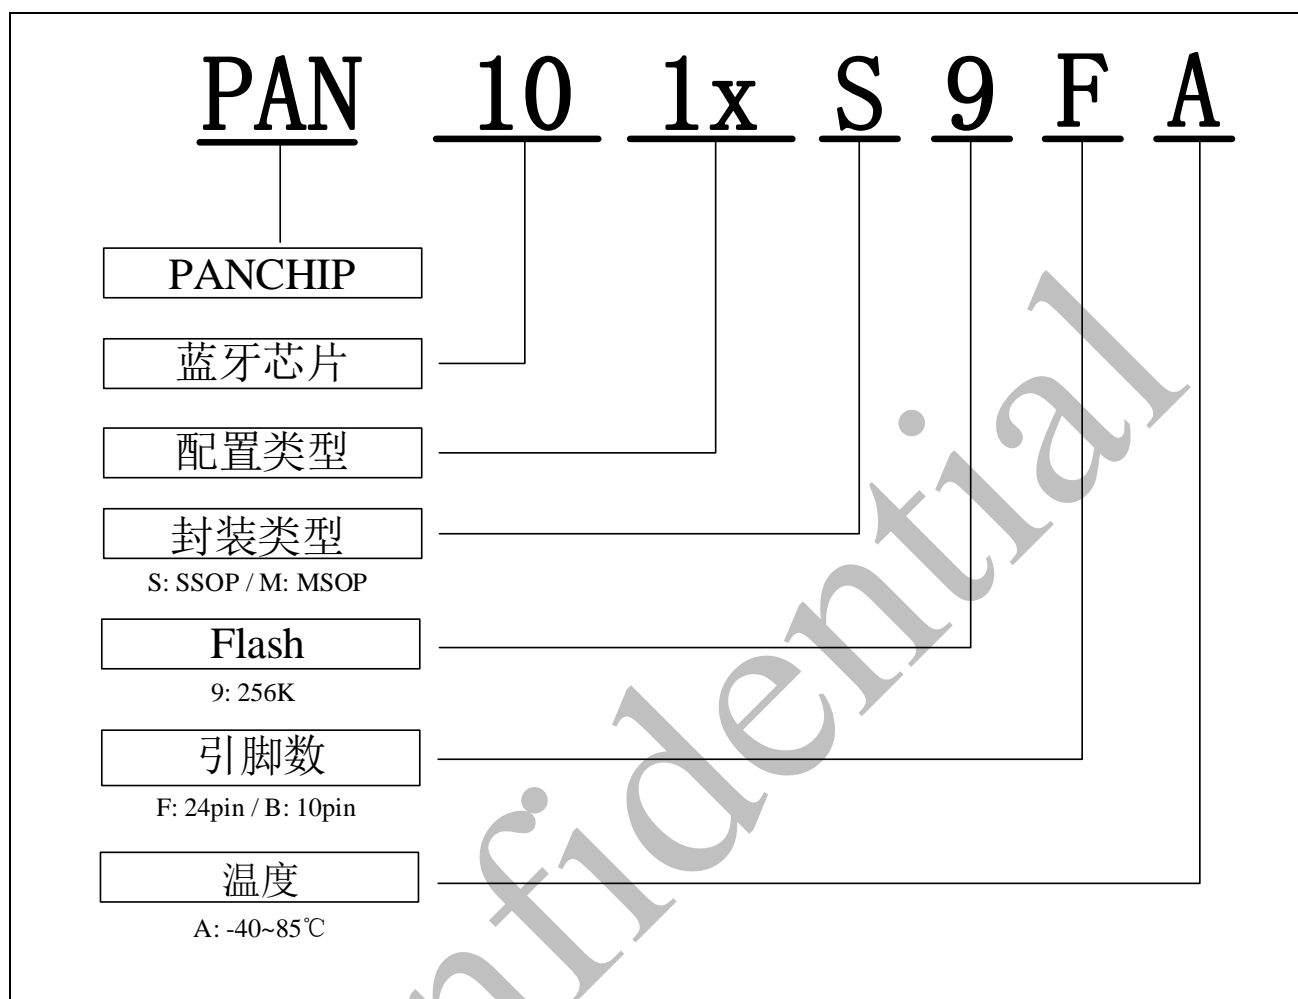 PAN 10 1x S 9 F A
PANCHIP
蓝牙芯片
配置类型
封装类型
S: SSOP / M: MSOP
Flash
9: 256K
引脚数
F: 24pin / B: 10pin
温度
A: -40~85℃
nfidential